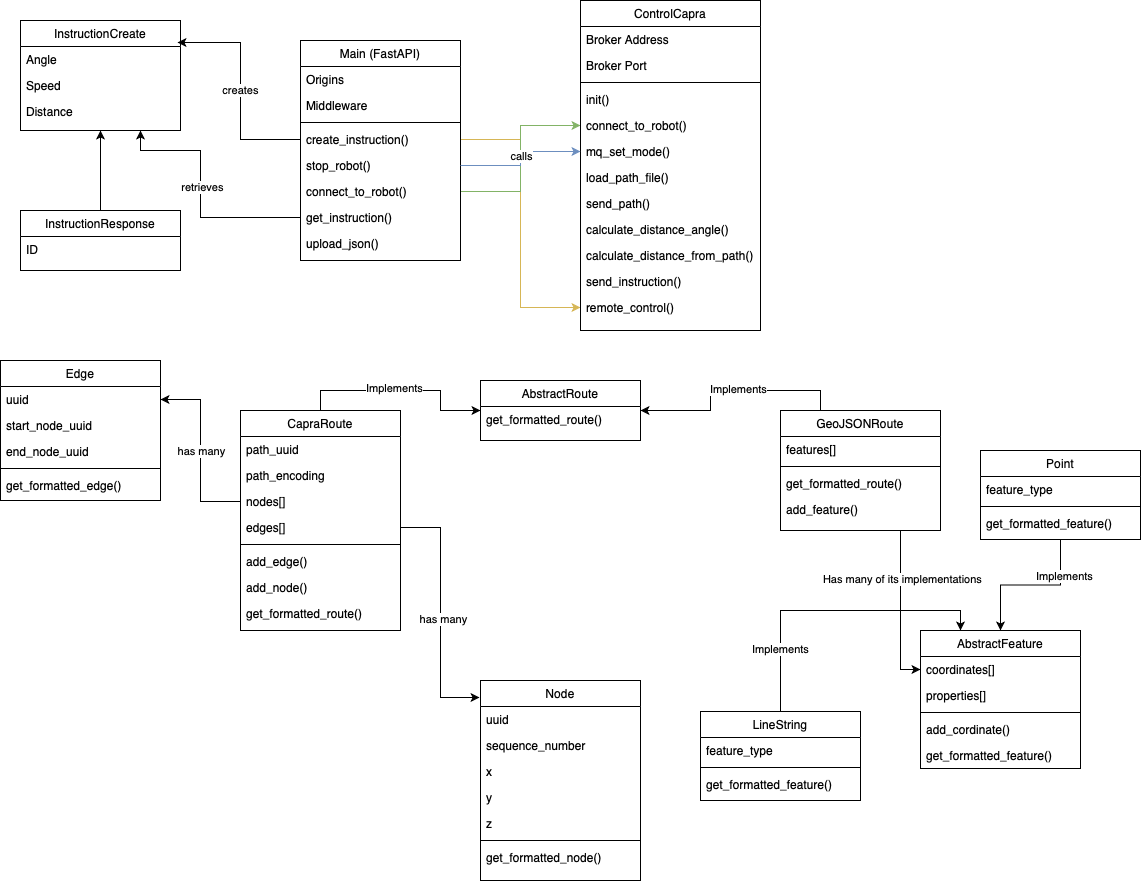 InstructionCreate
Angle
Speed
Distance
creates
retrieves
InstructionResponse
ID
Main (FastAPI)
Origins
Middleware
create_instruction()
stop_robot()
connect_to_robot()
get_instruction()
upload_json()
calls
ControlCapra
Broker Address
Broker Port
init()
connect_to_robot()
mq_set_mode()
load_path_file()
send_path()
calculate_distance_angle()
calculate_distance_from_path()
send_instruction()
remote_control()
Edge
uuid
start_node_uuid
end_node_uuid
get_formatted_edge()
has many
CapraRoute
path_uuid
path_encoding
nodes[]
edges[]
add_edge()
add_node()
get_formatted_route()
Implements
AbstractRoute
get_formatted_route()
Implements
GeoJSONRoute
features[]
get_formatted_route()
add_feature()
Point
feature_type
get_formatted_feature()
Has many of its implementations
Implements
has many
Node
uuid
sequence_number
x
y
z
get_formatted_node()
Implements
LineString
feature_type
get_formatted_feature()
AbstractFeature
coordinates[]
properties[]
add_cordinate()
get_formatted_feature()